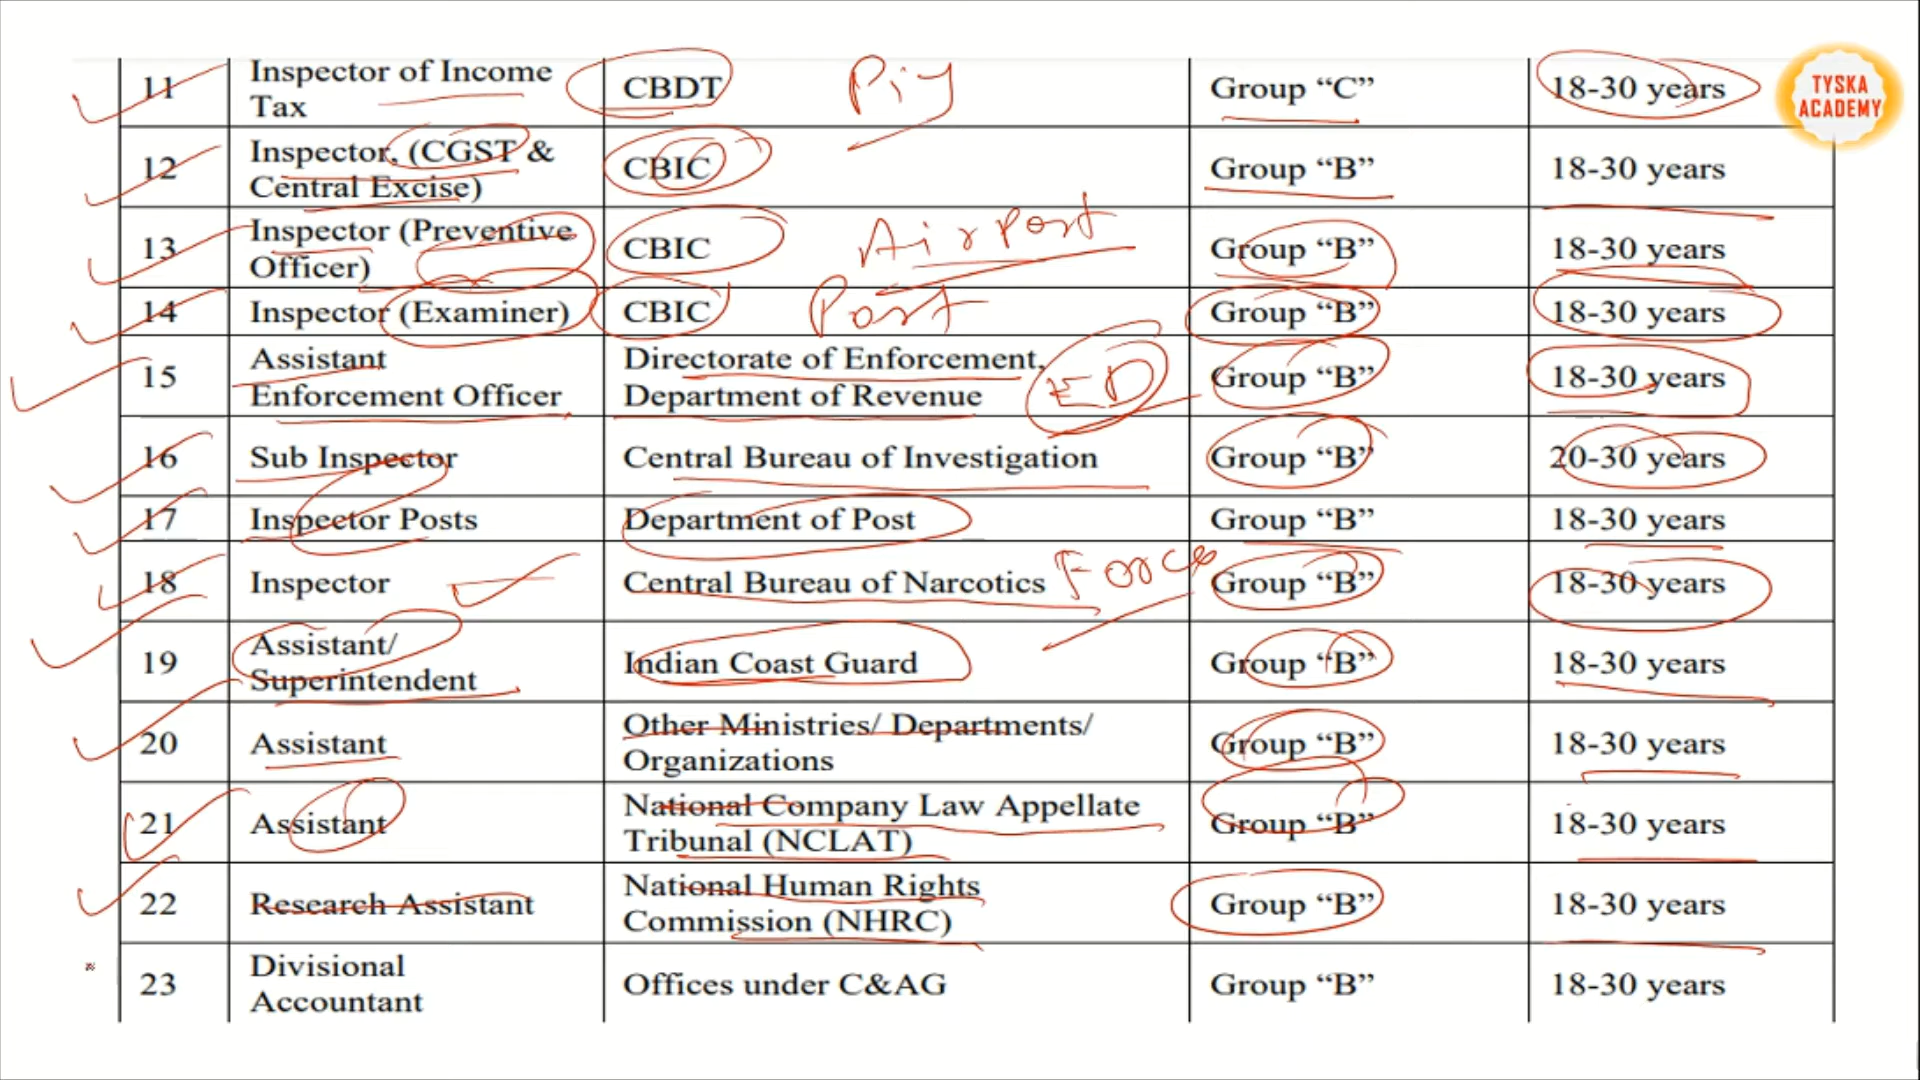 11 Inspector of Income Tax CBDT Group “C” 18-30 years
12 Inspector, (CGST & Central Excise) CBIC Group “B” 18-30 years
13 Inspector (Preventive Officer) CBIC Airport Group “B” 18-30 years
14 Inspector (Examiner) CBIC Port Group “B” 18-30 years
15 Assistant Enforcement Officer Directorate of Enforcement, Department of Revenue ED Group “B” 18-30 years
16 Sub Inspector Central Bureau of Investigation Group “B” 20-30 years
17 Inspector Posts Department of Post Group “B” 18-30 years
18 Inspector Central Bureau of Narcotics Force Group “B” 18-30 years
19 Assistant/ Superintendent Indian Coast Guard Group “B” 18-30 years
20 Assistant Other Ministries/ Departments/ Organizations Group “B” 18-30 years
21 Assistant National Company Law Appellate Tribunal (NCLAT) Group “B” 18-30 years
22 Research Assistant National Human Rights Commission (NHRC) Group “B” 18-30 years
23 Divisional Accountant Offices under C&AG Group “B” 18-30 years
TYSKA
ACADEMY